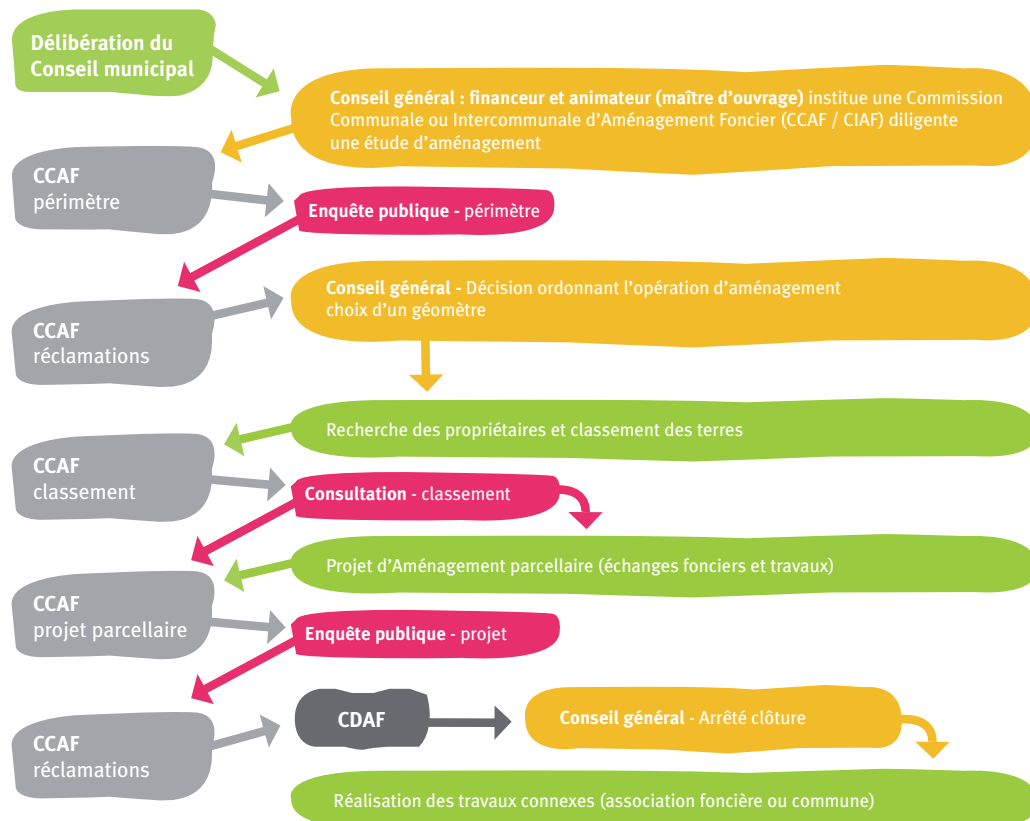 Délibération du
Conseil municipal
Conseil général : financeur et animateur (maître d'ouvrage) institue une Commission
Communale ou Intercommunale d'Aménagement Foncier (CCAF / CIAF) diligente
une étude d'aménagement
CCAF
périmètre
Enquête publique - périmètre
CCAF
réclamations
Conseil général - Décision ordonnant l'opération d'aménagement
choix d'un géomètre
Recherche des propriétaires et classement des terres
CCAF
classement
Consultation - classement
Projet d'Aménagement parcellaire (échanges fonciers et travaux)
CCAF
projet parcellaire
Enquête publique - projet
CDAF
Conseil général - Arrêté clôture
CCAF
réclamations
Réalisation des travaux connexes (association foncière ou commune)